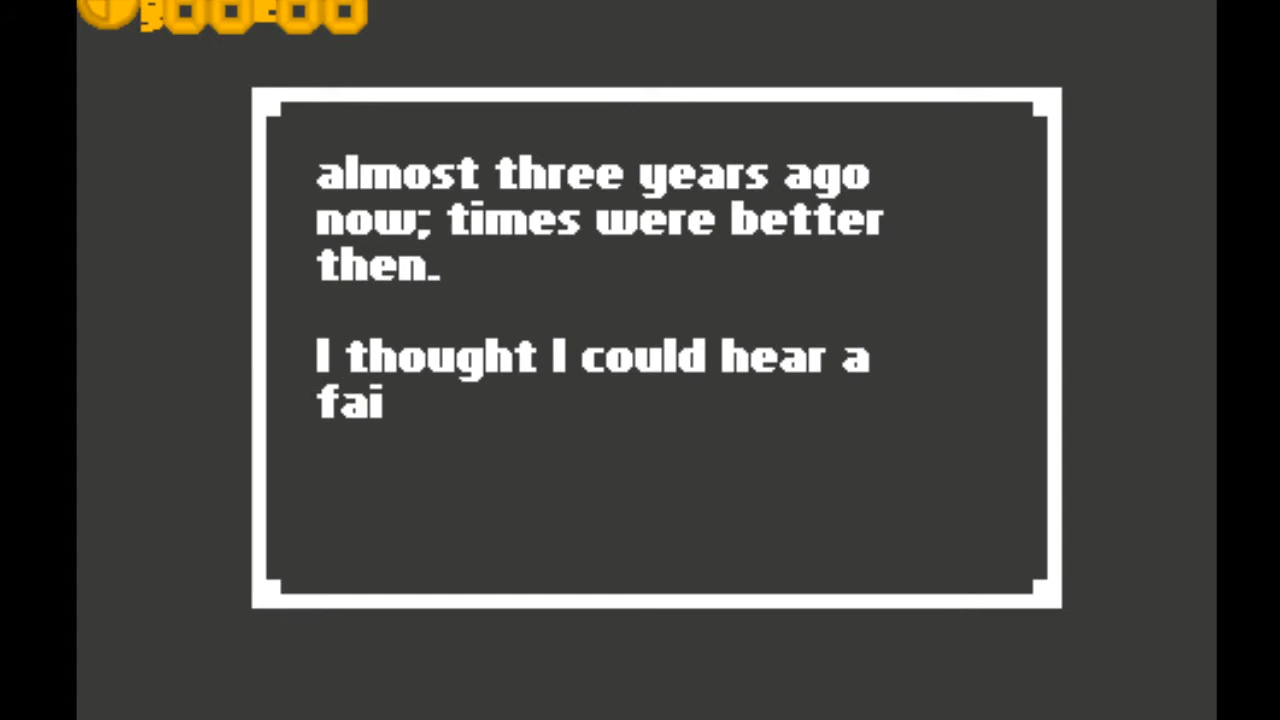 almost three years ago
now; times were better
then.
I thought I could hear a
fai